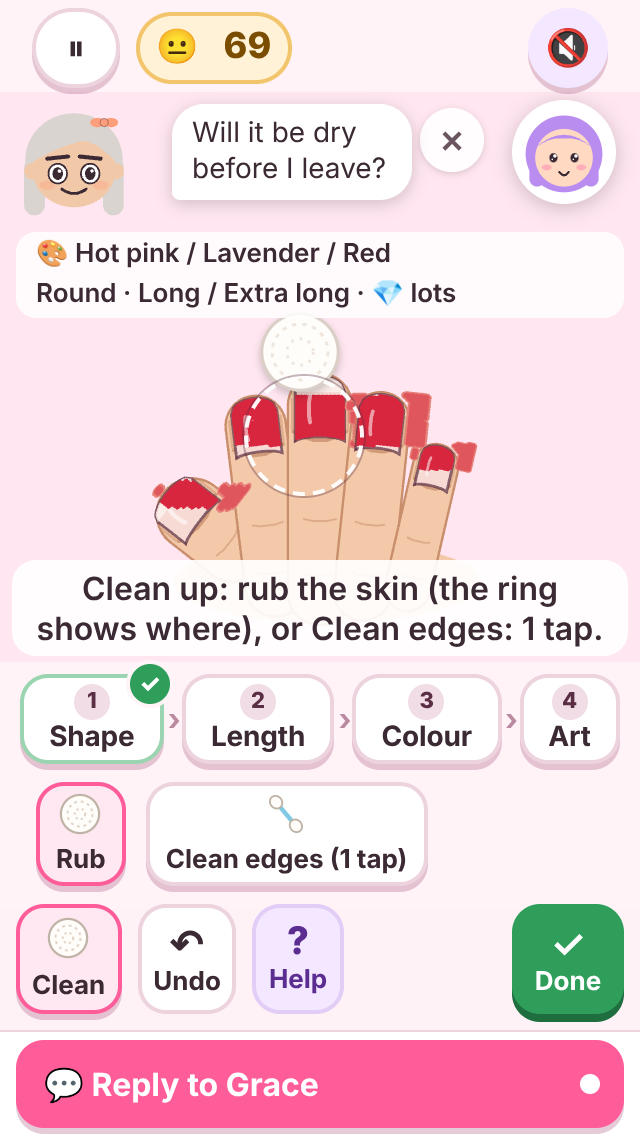 69
Will it be dry
before I leave?
🎨 Hot pink / Lavender / Red
Round · Long / Extra long · 💎 lots
Clean up: rub the skin (the ring
shows where), or Clean edges: 1 tap.
1
Shape
2
Length
3
Colour
4
Art
Rub
Clean edges (1 tap)
Clean
Undo
? 
Help
Done
💬 Reply to Grace